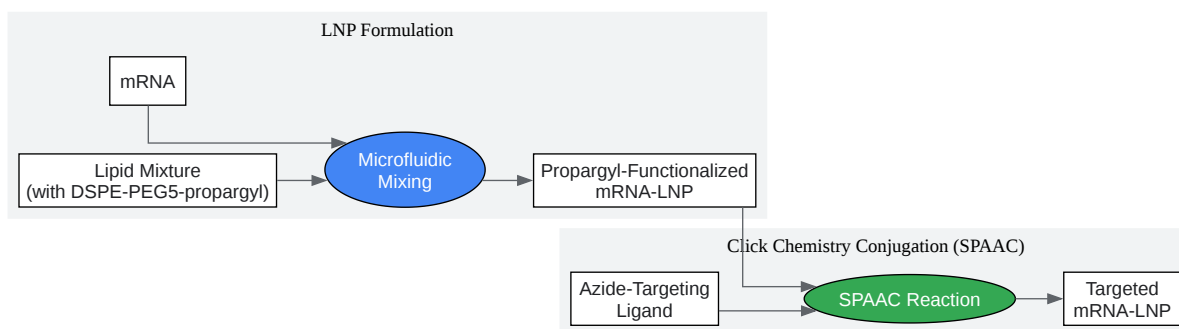 LNP Formulation
mRNA
Lipid Mixture
(with DSPE-PEG5-propargyl)
Microfluidic
Mixing
Propargyl-Functionalized
mRNA-LNP
Click Chemistry Conjugation (SPAAC)
Azide-Targeting
Ligand
SPAAC Reaction
Targeted
mRNA-LNP